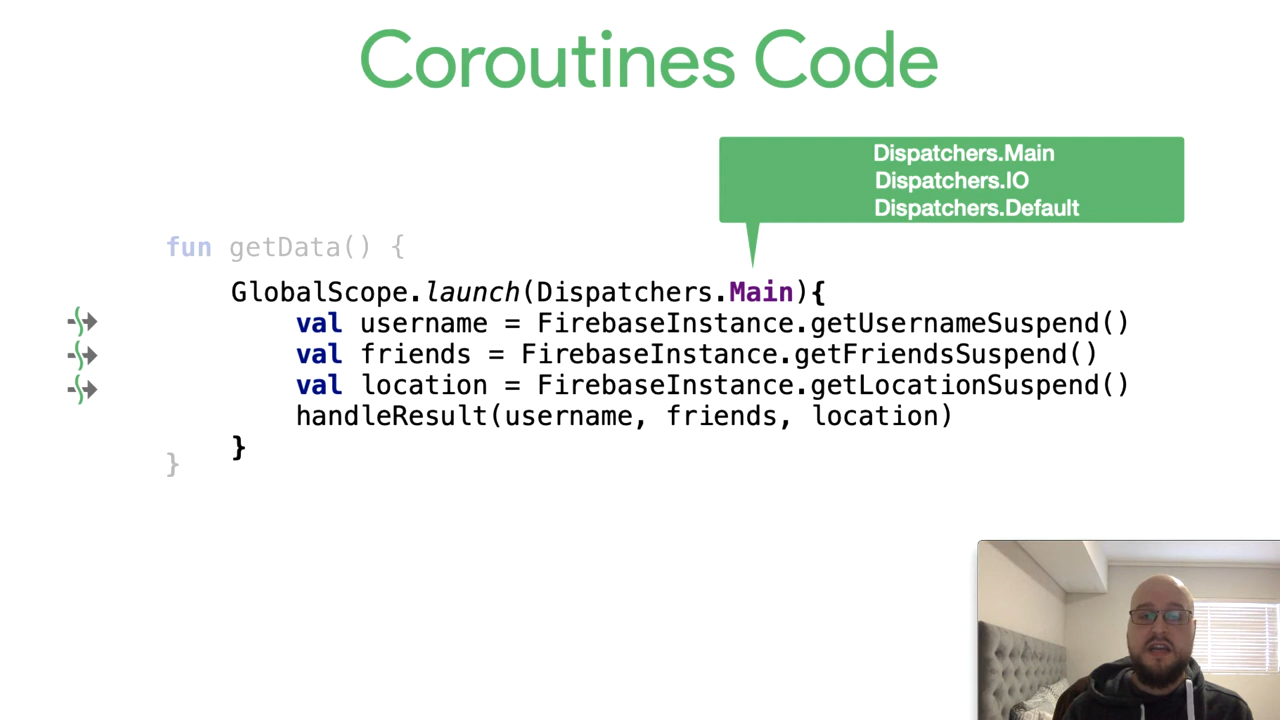 Coroutines Code
Dispatchers.Main
Dispatchers.IO
Dispatchers.Default
fun getData() {
GlobalScope.launch(Dispatchers.Main){
val username = FirebaseInstance.getUsernameSuspend()
val friends = FirebaseInstance.getFriendsSuspend()
val location = FirebaseInstance.getLocationSuspend()
handleResult(username, friends, location)
}
}